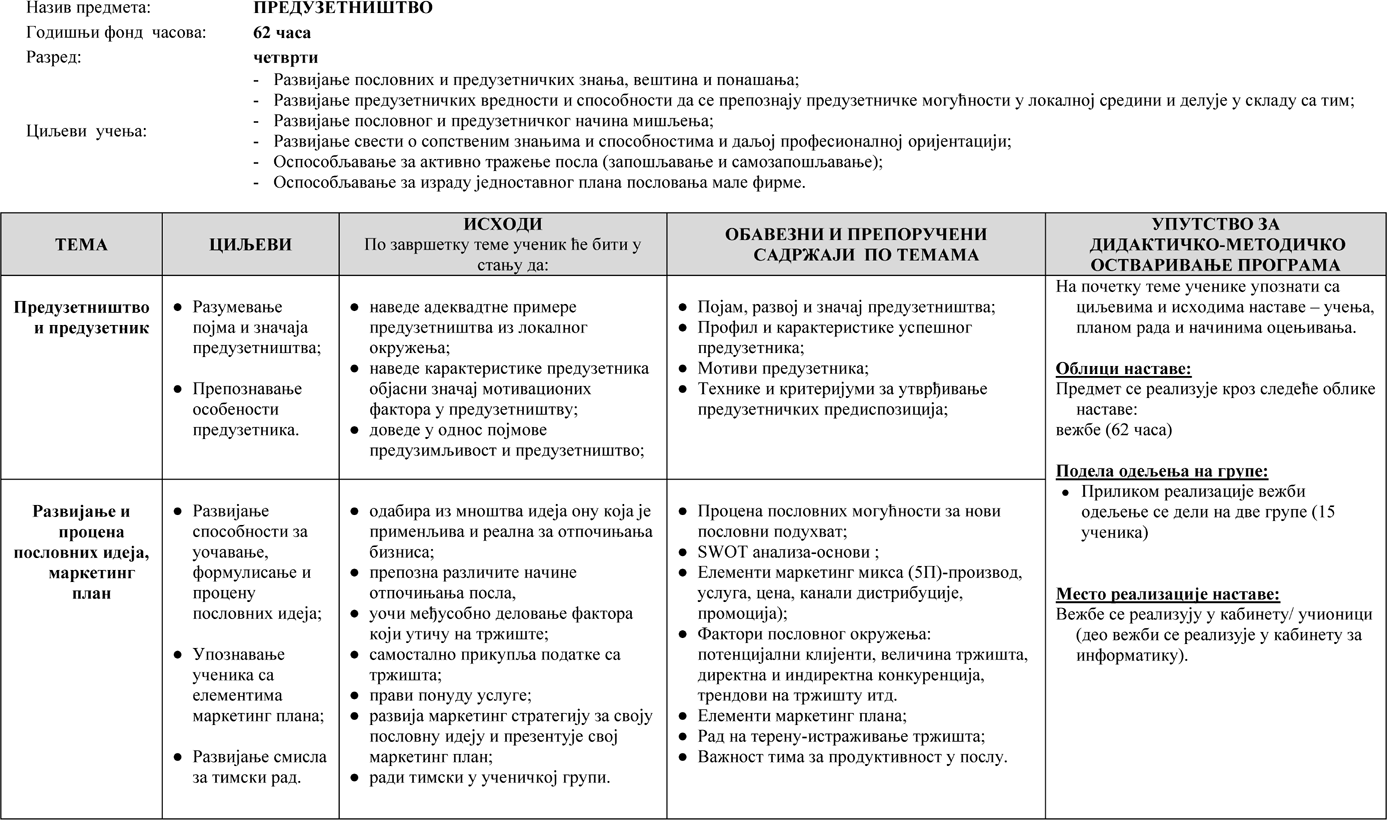 Назив предмета: ПРЕДУЗЕТНИШТВО
Годишњи фонд часова: 62 часа
Разред: четврти
Циљеви учења:
- Развијање пословних и предузетничких знања, вештина и понашања;
- Развијање предузетничких вредности и способности да се препознају предузетничке могућности у локалној средини и делује у складу са тим;
- Развијање пословног и предузетничког начина мишљења;
- Развијање свести о сопственим знањима и способностима и даљој професионалној оријентацији;
- Оспособљавање за активно тражење посла (запошљавање и самозапошљавање);
- Оспособљавање за израду једноставног плана пословања мале фирме.
ТЕМА
ЦИЉЕВИ
ИСХОДИ
По завршетку теме ученик ће бити у
стању да:
ОБАВЕЗНИ И ПРЕПОРУЧЕНИ
САДРЖАЈИ ПО ТЕМАМА
УПУТСТВО ЗА
ДИДАКТИЧКО-МЕТОДИЧКО
ОСТВАРИВАЊЕ ПРОГРАМА
Предузетништво
и предузетник
● Разумевање
појма и значаја
предузетништва;
● Препознавање
особености
предузетника.
● наведе адеквадтне примере
предузетништва из локалног
окружења;
● наведе карактеристике предузетника
објасни значај мотивационих
фактора у предузетништву;
● доведе у однос појмове
предузимљивост и предузетништво;
● Појам, развој и значај предузетништва;
● Профил и карактеристике успешног
предузетника;
● Мотиви предузетника;
● Технике и критеријуми за утврђивање
предузетничких предиспозиција;
На почетку теме ученике упознати са
циљевима и исходима наставе – учења,
планом рада и начинима оцењивања.
Облици наставе:
Предмет се реализује кроз следеће облике
наставе:
вежбе (62 часа)
Подела одељења на групе:
● Приликом реализације вежби
одељење се дели на две групе (15
ученика)
Место реализације наставе:
Вежбе се реализују у кабинету/ учионици
(део вежби се реализује у кабинету за
информатику).
Развијање и
процена
пословних идеја,
маркетинг
план
● Развијање
способности за
уочавање,
формулисање и
процену
пословних идеја;
● Упознавање
ученика са
елементима
маркетинг плана;
● Развијање смисла
за тимски рад.
● одабира из мноштва идеја ону која је
применљива и реална за отпочињања
бизниса;
● препозна различите начине
отпочињања посла,
● уочи међусобно деловање фактора
који утичу на тржиште;
● самостално прикупља податке са
тржишта;
● прави понуду услуге;
● развија маркетинг стратегију за своју
пословну идеју и презентује свој
маркетинг план;
● ради тимски у ученичкој групи.
● Процена пословних могућности за нови
пословни подухват;
● SWOT анализа-основи ;
● Елементи маркетинг микса (5П)-производ,
услуга, цена, канали дистрибуције,
промоција);
● Фактори пословног окружења:
потенцијални клијенти, величина тржишта,
директна и индиректна конкуренција,
трендови на тржишту итд.
● Елементи маркетинг плана;
● Рад на терену-истраживање тржишта;
● Важност тима за продуктивност у послу.